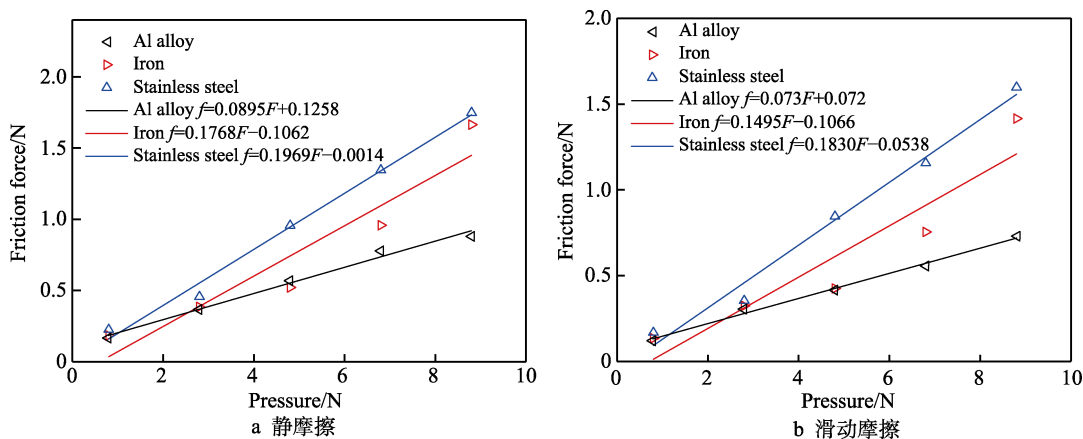 Friction force/N
2.0
1.5
1.0
0.5
0
Al alloy
Iron
Stainless steel
Al alloy f=0.0895F+0.1258
Iron f=0.1768F−0.1062
Stainless steel f=0.1969F−0.0014
0 2 4 6 8 10
Pressure/N
a 静摩擦
Friction force/N
2.0
1.5
1.0
0.5
0
Al alloy
Iron
Stainless steel
Al alloy f=0.073F+0.072
Iron f=0.1495F−0.1066
Stainless steel f=0.1830F−0.0538
0 2 4 6 8 10
Pressure/N
b 滑动摩擦